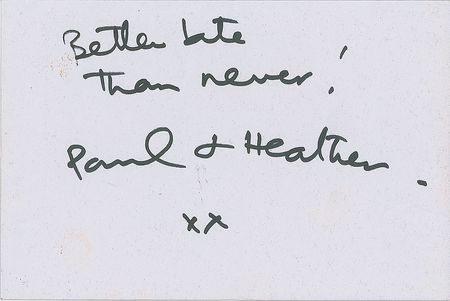 Better late
than never!
Paul & Heather.
xx